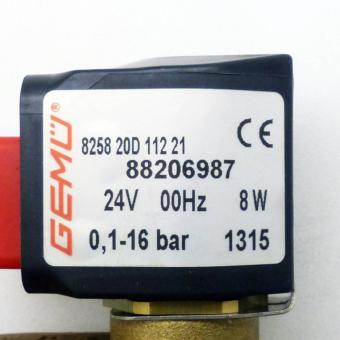 GEMÜ®
8258 20D 112 21
CE
88206987
24V 00Hz 8 W
0,1-16 bar 1315